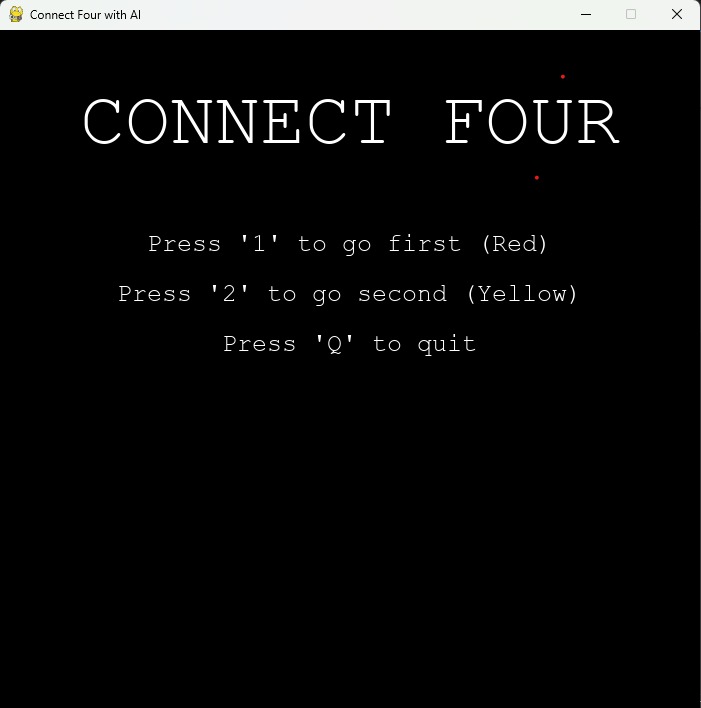 Connect Four with AI
CONNECT FOUR
Press '1' to go first (Red)
Press '2' to go second (Yellow)
Press 'Q' to quit